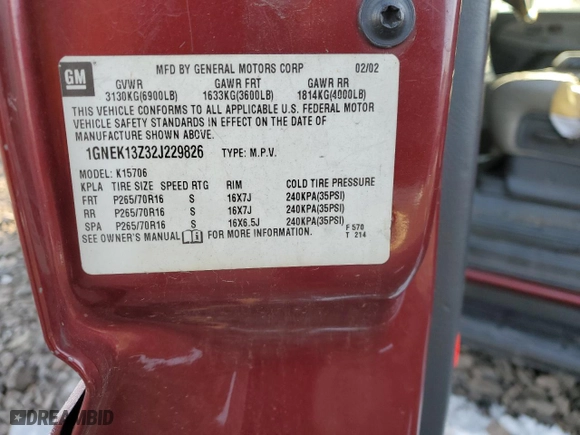 GM
MFD BY GENERAL MOTORS CORP 02/02
GVWR GAWR FRT GAWR RR
3130KG(6900LB) 1633KG(3600LB) 1814KG(4000LB)
THIS VEHICLE CONFORMS TO ALL APPLICABLE U.S. FEDERAL MOTOR
VEHICLE SAFETY STANDARDS IN EFFECT ON THE DATE OF
MANUFACTURE SHOWN ABOVE.
1GNEK13Z32J229826 TYPE: M.P.V.
MODEL: K15706
KPLA TIRE SIZE SPEED RTG RIM COLD TIRE PRESSURE
FRT P265/70R16 S 16X7J 240KPA(35PSI)
RR P265/70R16 S 16X7J 240KPA(35PSI)
SPA P265/70R16 S 16X6.5J 240KPA(35PSI)
SEE OWNER'S MANUAL FOR MORE INFORMATION. F 570
T 214
DREAMBID